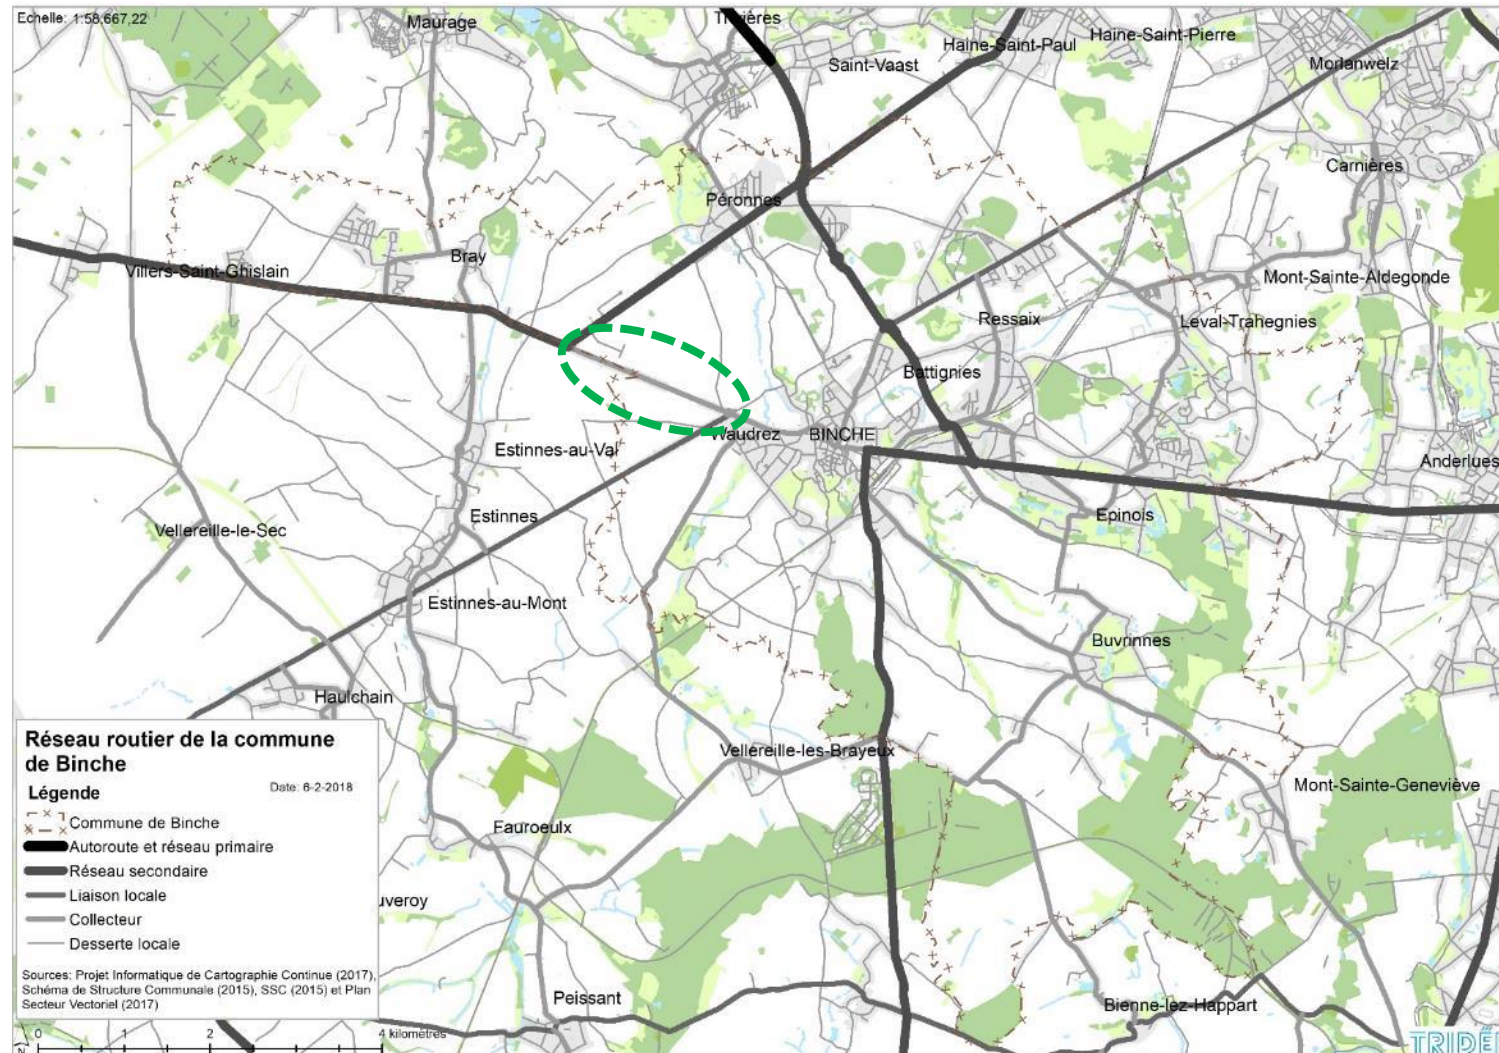 Echelle: 1:58.667,22
Maurage
Haine-Saint-Paul
Haine-Saint-Pierre
Saint-Vaast
Morlanwelz
Carnières
Péronnes
Bray
Villers-Saint-Ghislain
Mont-Sainte-Aldegonde
Ressaix
Leval-Trahegnies
Battignies
Waudrez
BINCHE
Estinnes-au-Val
Anderlues
Estinnes
Epinois
Vellereille-le-Sec
Estinnes-au-Mont
Buvrinnes
Haulchain
Vellereille-les-Brayeux
Mont-Sainte-Geneviève
Fauroeulx
uveroy
Peissant
Bienne-lez-Happart
Réseau routier de la commune
de Binche
Date: 6-2-2018
Légende
Commune de Binche
Autoroute et réseau primaire
Réseau secondaire
Liaison locale
Collecteur
Desserte locale
Sources: Projet Informatique de Cartographie Continue (2017),
Schéma de Structure Communale (2015), SSC (2015) et Plan
Secteur Vectoriel (2017)
0 1 2 4 kilomètres